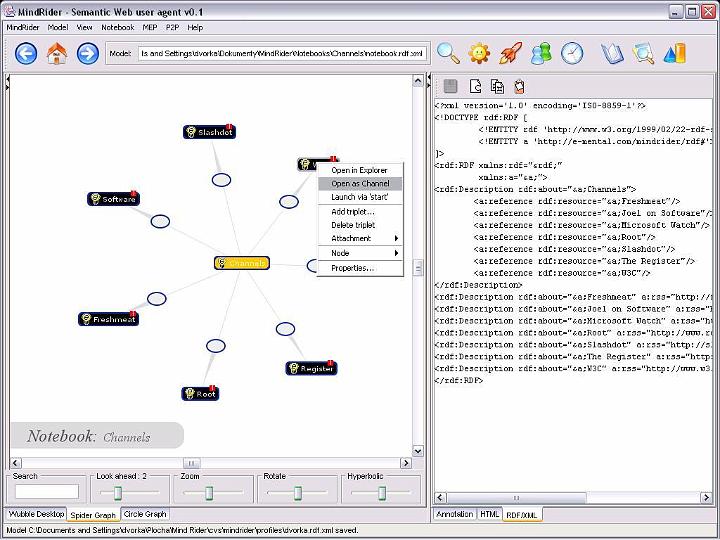 MindRider - Semantic Web user agent v0.1
MindRider Model View Notebook MEP P2P Help
Model: ts and Settings\dvorka\Dokumenty\MindRider\Notebooks\Channels\notebook.rdf.xml
Slashdot
Open in Explorer
Open as Channel
Launch via 'start'
Add triplet...
Delete triplet
Attachment
Node
Properties...
Software
Channels
Freshmeat
Register
Root
Notebook: Channels
Search
Look ahead: 2
Zoom
Rotate
Hyperbolic
Wubble Desktop
Spider Graph
Circle Graph
<?xml version='1.0' encoding='ISO-8859-1'?>
<!DOCTYPE rdf:RDF [
<!ENTITY rdf 'http://www.w3.org/1999/02/22-rdf-s
<!ENTITY a 'http://e-mental.com/mindrider/rdf#'>
]>
<rdf:RDF xmlns:rdf="&rdf;"
xmlns:a="&a;">
<rdf:Description rdf:about="&a;Channels">
<a:reference rdf:resource="&a;Freshmeat"/>
<a:reference rdf:resource="&a;Joel on Software"/>
<a:reference rdf:resource="&a;Microsoft Watch"/>
<a:reference rdf:resource="&a;Root"/>
<a:reference rdf:resource="&a;Slashdot"/>
<a:reference rdf:resource="&a;The Register"/>
<a:reference rdf:resource="&a;W3C"/>
</rdf:Description>
<rdf:Description rdf:about="&a;Freshmeat" a:rss="http://
<rdf:Description rdf:about="&a;Joel on Software" a:rss=
<rdf:Description rdf:about="&a;Microsoft Watch" a:rss="h
<rdf:Description rdf:about="&a;Root" a:rss="http://www.r
<rdf:Description rdf:about="&a;Slashdot" a:rss="http://s
<rdf:Description rdf:about="&a;The Register" a:rss="http
<rdf:Description rdf:about="&a;W3C" a:rss="http://www.w3
</rdf:RDF>
Annotation
HTML
RDF/XML
Model C:\Documents and Settings\dvorka\Plocha\Mind Rider\cvs\mindrider\profiles\dvorka.rdf.xml saved.